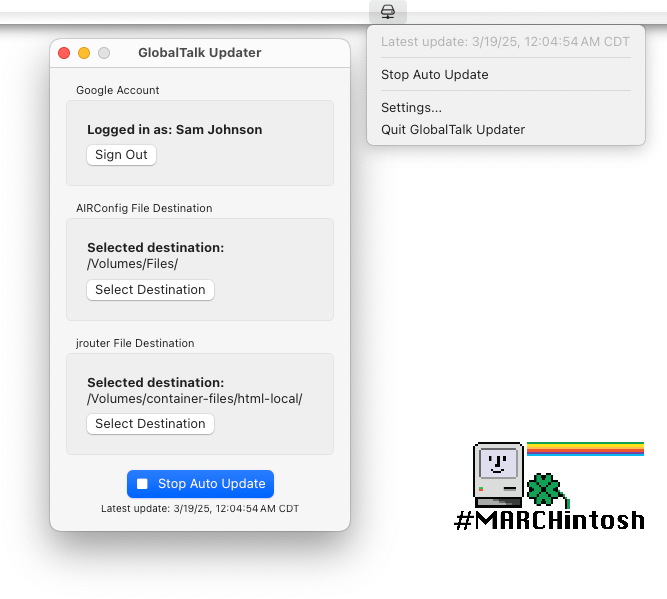 GlobalTalk Updater
Google Account
Logged in as: Sam Johnson
Sign Out
AIRConfig File Destination
Selected destination:
/Volumes/Files/
Select Destination
jrouter File Destination
Selected destination:
/Volumes/container-files/html-local/
Select Destination
Stop Auto Update
Latest update: 3/19/25, 12:04:54 AM CDT
Latest update: 3/19/25, 12:04:54 AM CDT
Stop Auto Update
Settings...
Quit GlobalTalk Updater
#MARCHintosh